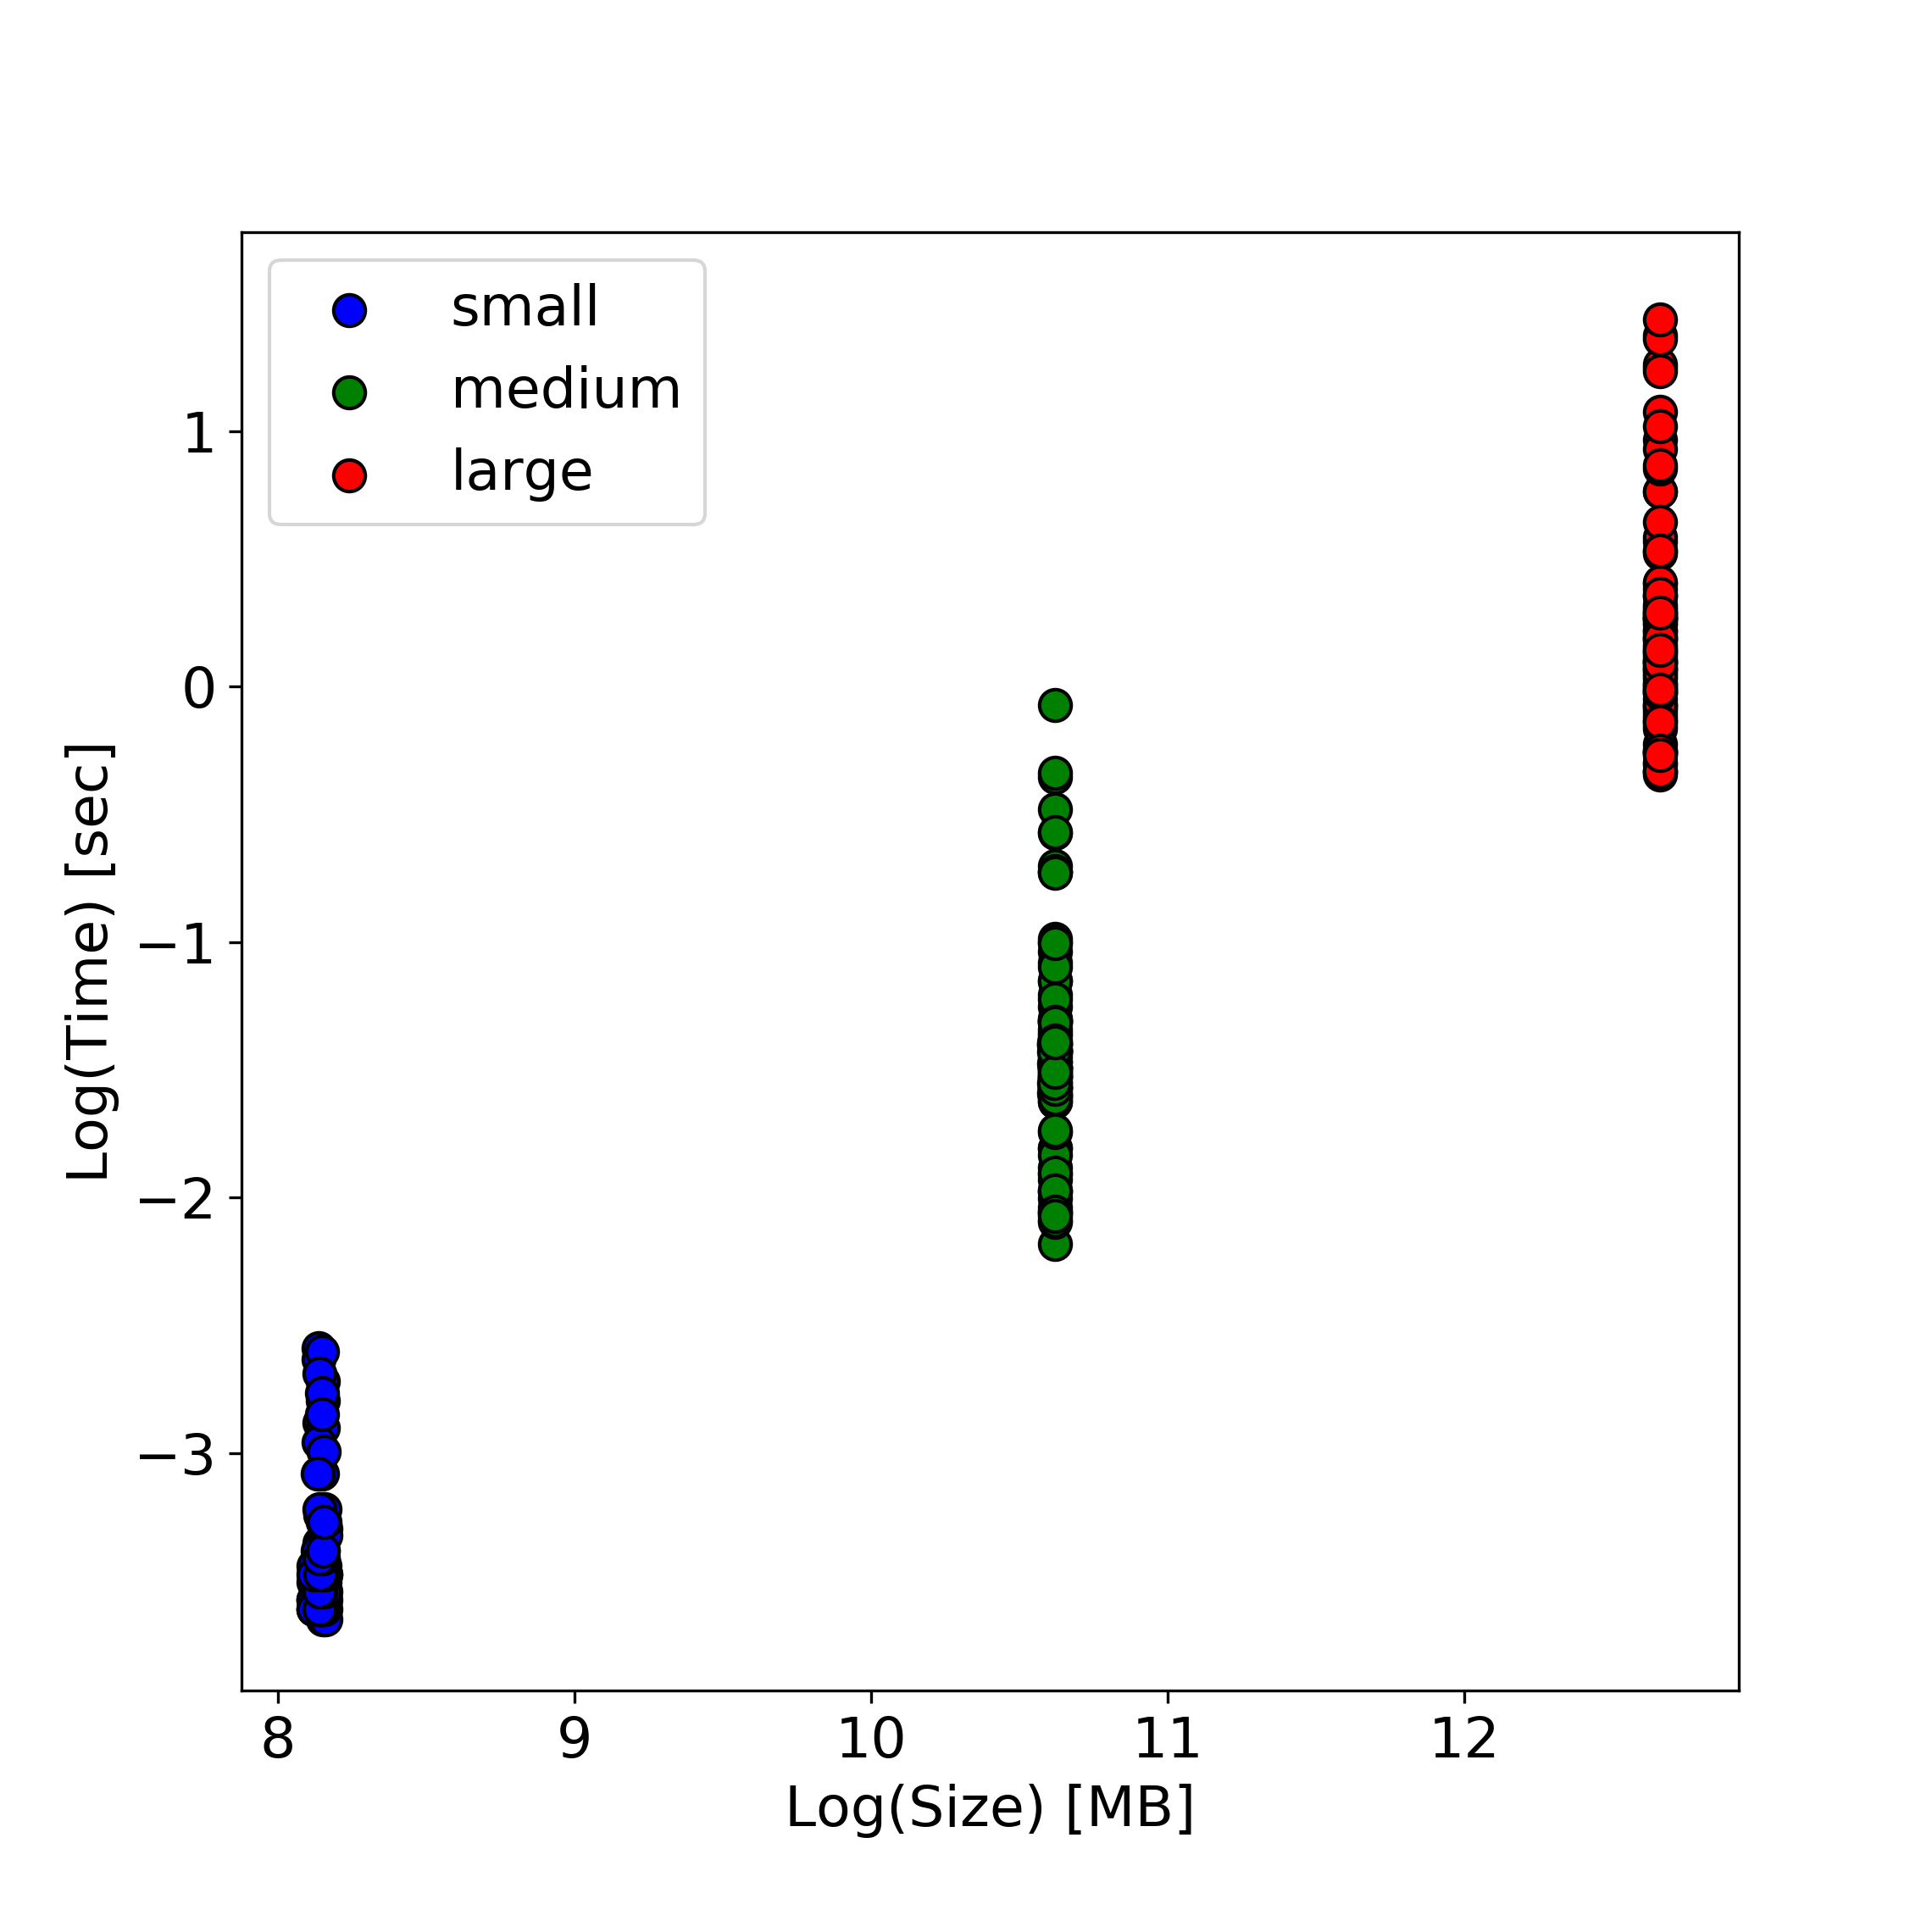 small
medium
large
1
0
−1
−2
−3
Log(Time) [sec]
8 9 10 11 12
Log(Size) [MB]